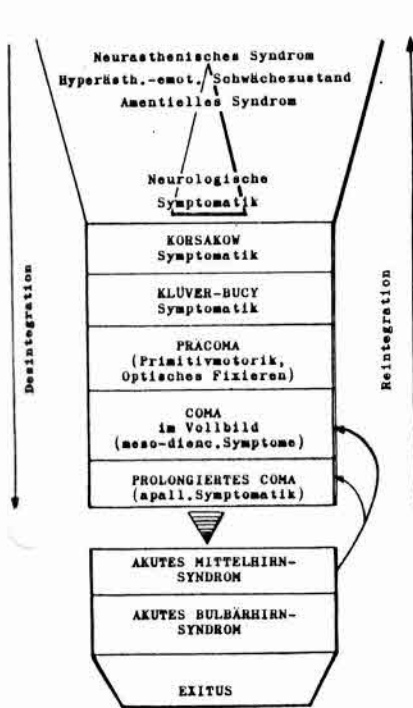 Neurasthenisches Syndrom
Hyperästh.-emot. Schwächezustand
Amentielles Syndrom
Neurologische
Symptomatik
KORSAKOW
Symptomatik
KLÜVER-BUCY
Symptomatik
PRÄCOMA
(Primitivmotorik,
Optisches Fixieren)
COMA
im Vollbild
(meso-dienc.Symptome)
PROLONGIERTES COMA
(apall.Symptomatik)
AKUTES MITTELHIRN-
SYNDROM
AKUTES BULBÄRHIRN-
SYNDROM
EXITUS
Desintegration
Reintegration